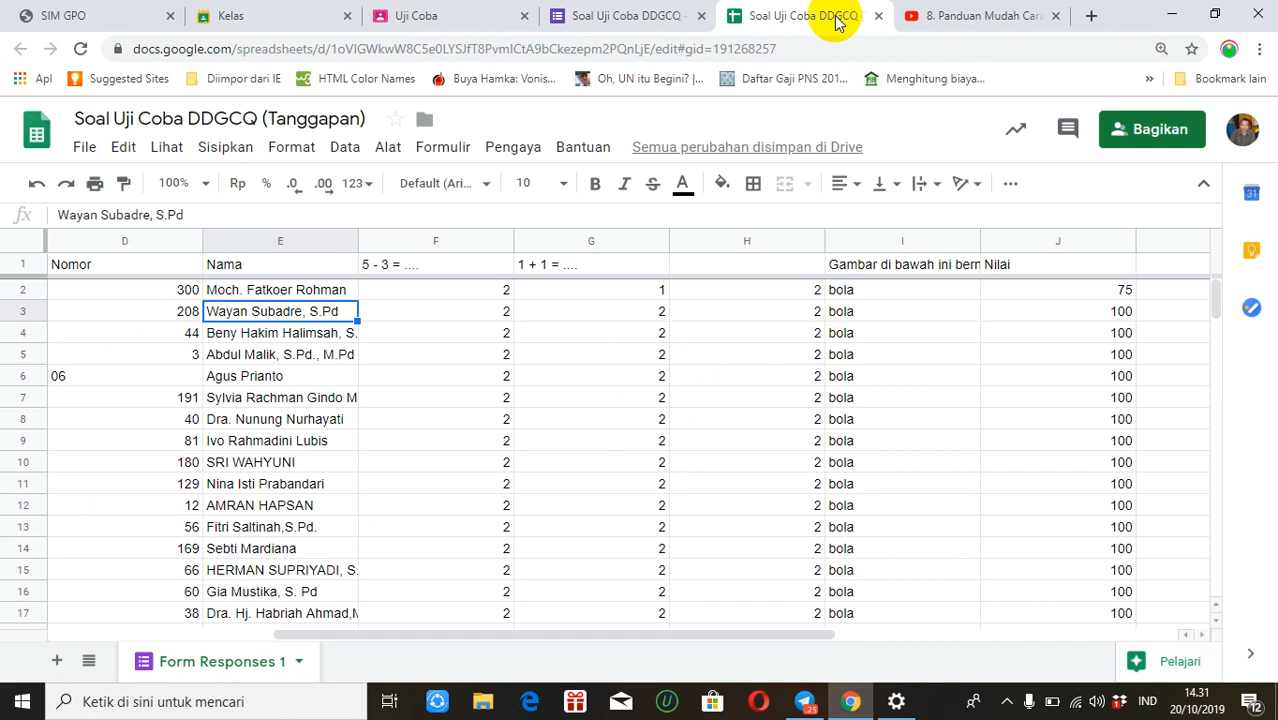 SIM GPO
Kelas
Uji Coba
Soal Uji Coba DDGCQ -
Soal Uji Coba DDGCQ
8. Panduan Mudah Cara
docs.google.com/spreadsheets/d/1oVlGWkwW8C5e0LYSJfT8PvmICtA9bCkezepm2PQnLjE/edit#gid=191268257
Apl
Suggested Sites
Diimpor dari IE
HTML Color Names
Buya Hamka: Vonis...
Oh, UN itu Begini? |...
Daftar Gaji PNS 201...
Menghitung biaya...
»
Bookmark lain
Soal Uji Coba DDGCQ (Tanggapan)
Bagikan
File Edit Lihat Sisipkan Format Data Alat Formulir Pengaya Bantuan Semua perubahan disimpan di Drive
100% Rp % .0 .00 123 Default (Ari... 10 B I S A ...
31
fx Wayan Subadre, S.Pd
D E F G H I J
1 Nomor Nama 5 - 3 = .... 1 + 1 = .... Gambar di bawah ini bern Nilai
2 300 Moch. Fatkoer Rohman 2 1 2 bola 75
3 208 Wayan Subadre, S.Pd 2 2 2 bola 100
4 44 Beny Hakim Halimsah, S. 2 2 2 bola 100
5 3 Abdul Malik, S.Pd., M.Pd 2 2 2 bola 100
6 06 Agus Prianto 2 2 2 bola 100
7 191 Sylvia Rachman Gindo M 2 2 2 bola 100
8 40 Dra. Nunung Nurhayati 2 2 2 bola 100
9 81 Ivo Rahmadini Lubis 2 2 2 bola 100
10 180 SRI WAHYUNI 2 2 2 bola 100
11 129 Nina Isti Prabandari 2 2 2 bola 100
12 12 AMRAN HAPSAN 2 2 2 bola 100
13 56 Fitri Saltinah,S.Pd. 2 2 2 bola 100
14 169 Sebti Mardiana 2 2 2 bola 100
15 66 HERMAN SUPRIYADI, S. 2 2 2 bola 100
16 60 Gia Mustika, S. Pd 2 2 2 bola 100
17 38 Dra. Hj. Habriah Ahmad,M 2 2 2 bola 100
Form Responses 1
Pelajari
Ketik di sini untuk mencari
25
IND
14.31
20/10/2019
12